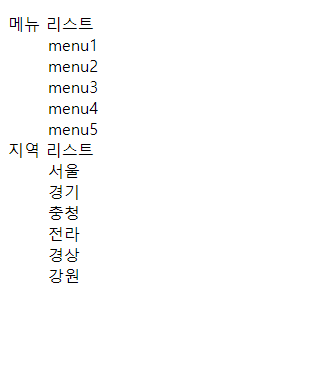 메뉴 리스트
menu1
menu2
menu3
menu4
menu5
지역 리스트
서울
경기
충청
전라
경상
강원